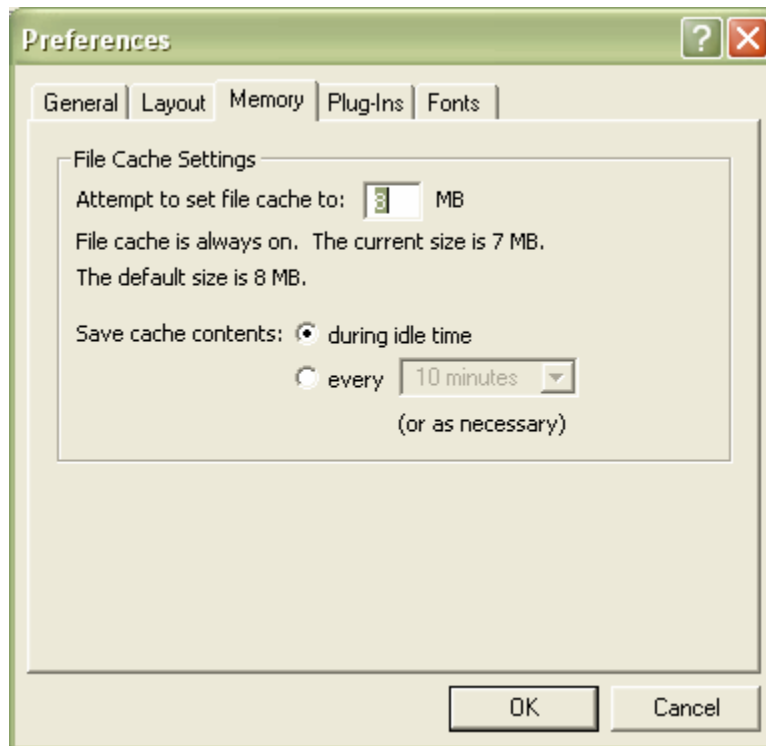 Preferences
General Layout Memory Plug-Ins Fonts
File Cache Settings
Attempt to set file cache to: 8 MB
File cache is always on. The current size is 7 MB.
The default size is 8 MB.
Save cache contents: during idle time
every 10 minutes
(or as necessary)
OK Cancel